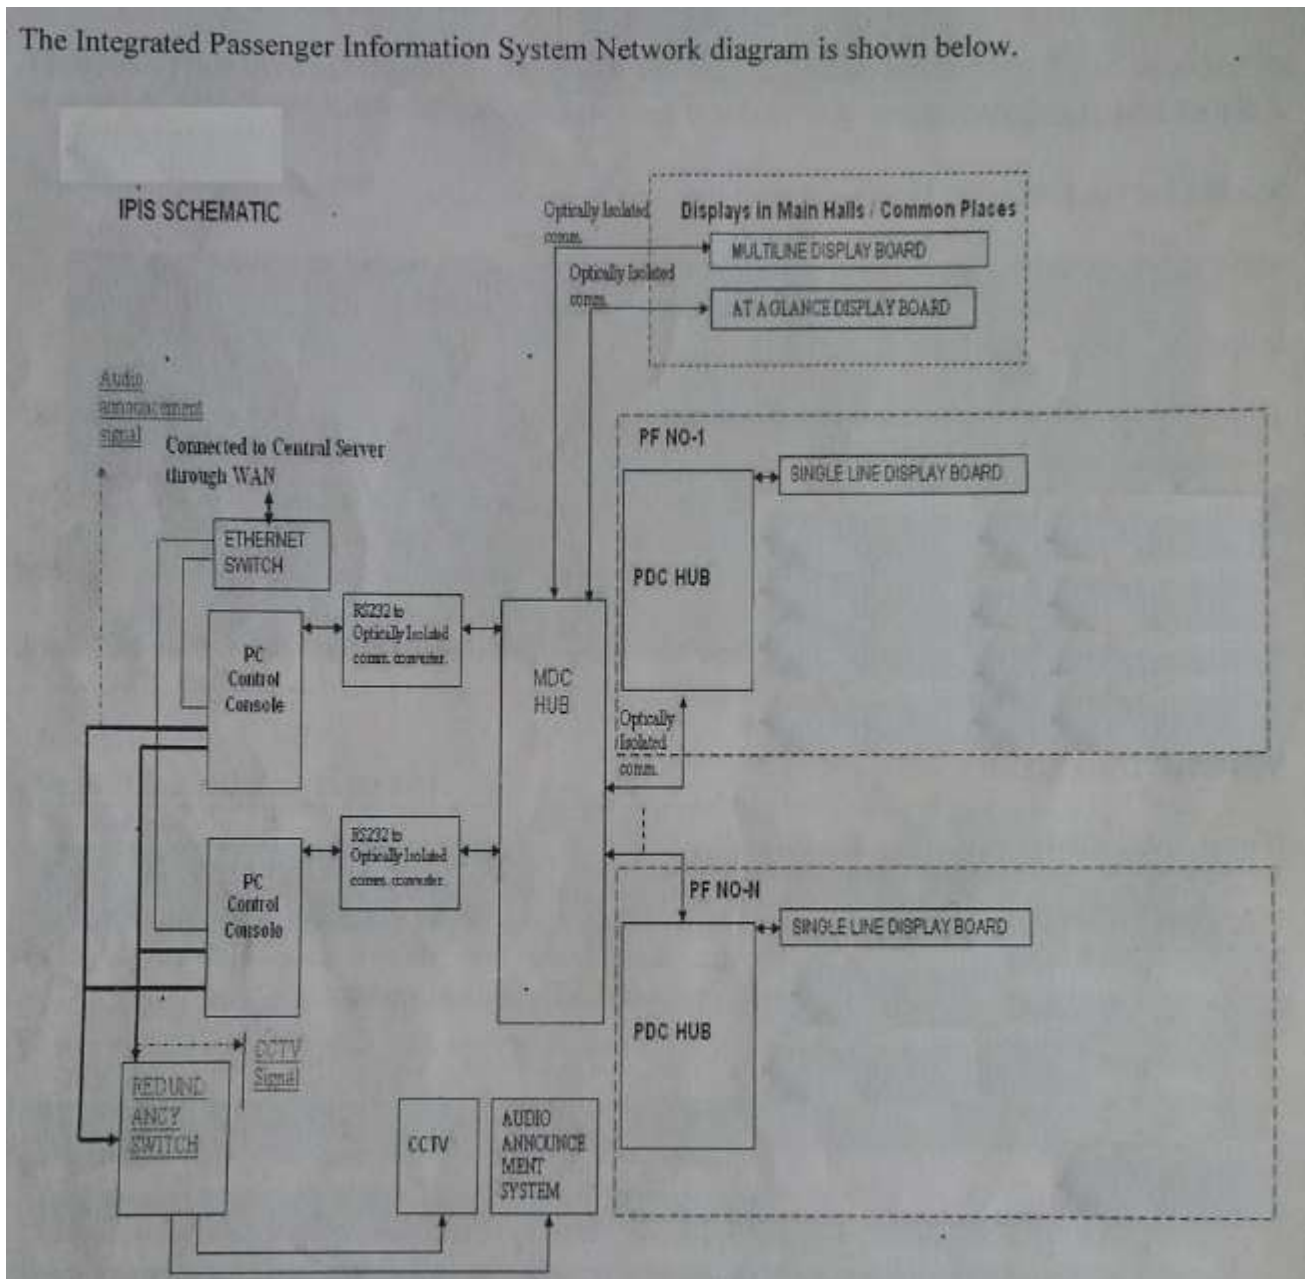 The Integrated Passenger Information System Network diagram is shown below.
IPIS SCHEMATIC
Optically Isolated
comm.
Displays in Main Halls / Common Places
MULTILINE DISPLAY BOARD
Optically Isolated
comm.
AT A GLANCE DISPLAY BOARD
Audio
annoucement
signal
Connected to Central Server
through WAN
PF NO-1
SINGLE LINE DISPLAY BOARD
PDC HUB
ETHERNET
SWITCH
RS232 to
Optically Isolated
comm. converter.
PC
Control
Console
MDC
HUB
Optically
Isolated
comm.
RS232 to
Optically Isolated
comm. converter.
PC
Control
Console
PF NO-N
SINGLE LINE DISPLAY BOARD
PDC HUB
CCTV
Signal
REDUND
ANCY
SWITCH
CCTV
AUDIO
ANNOUNCE
MENT
SYSTEM